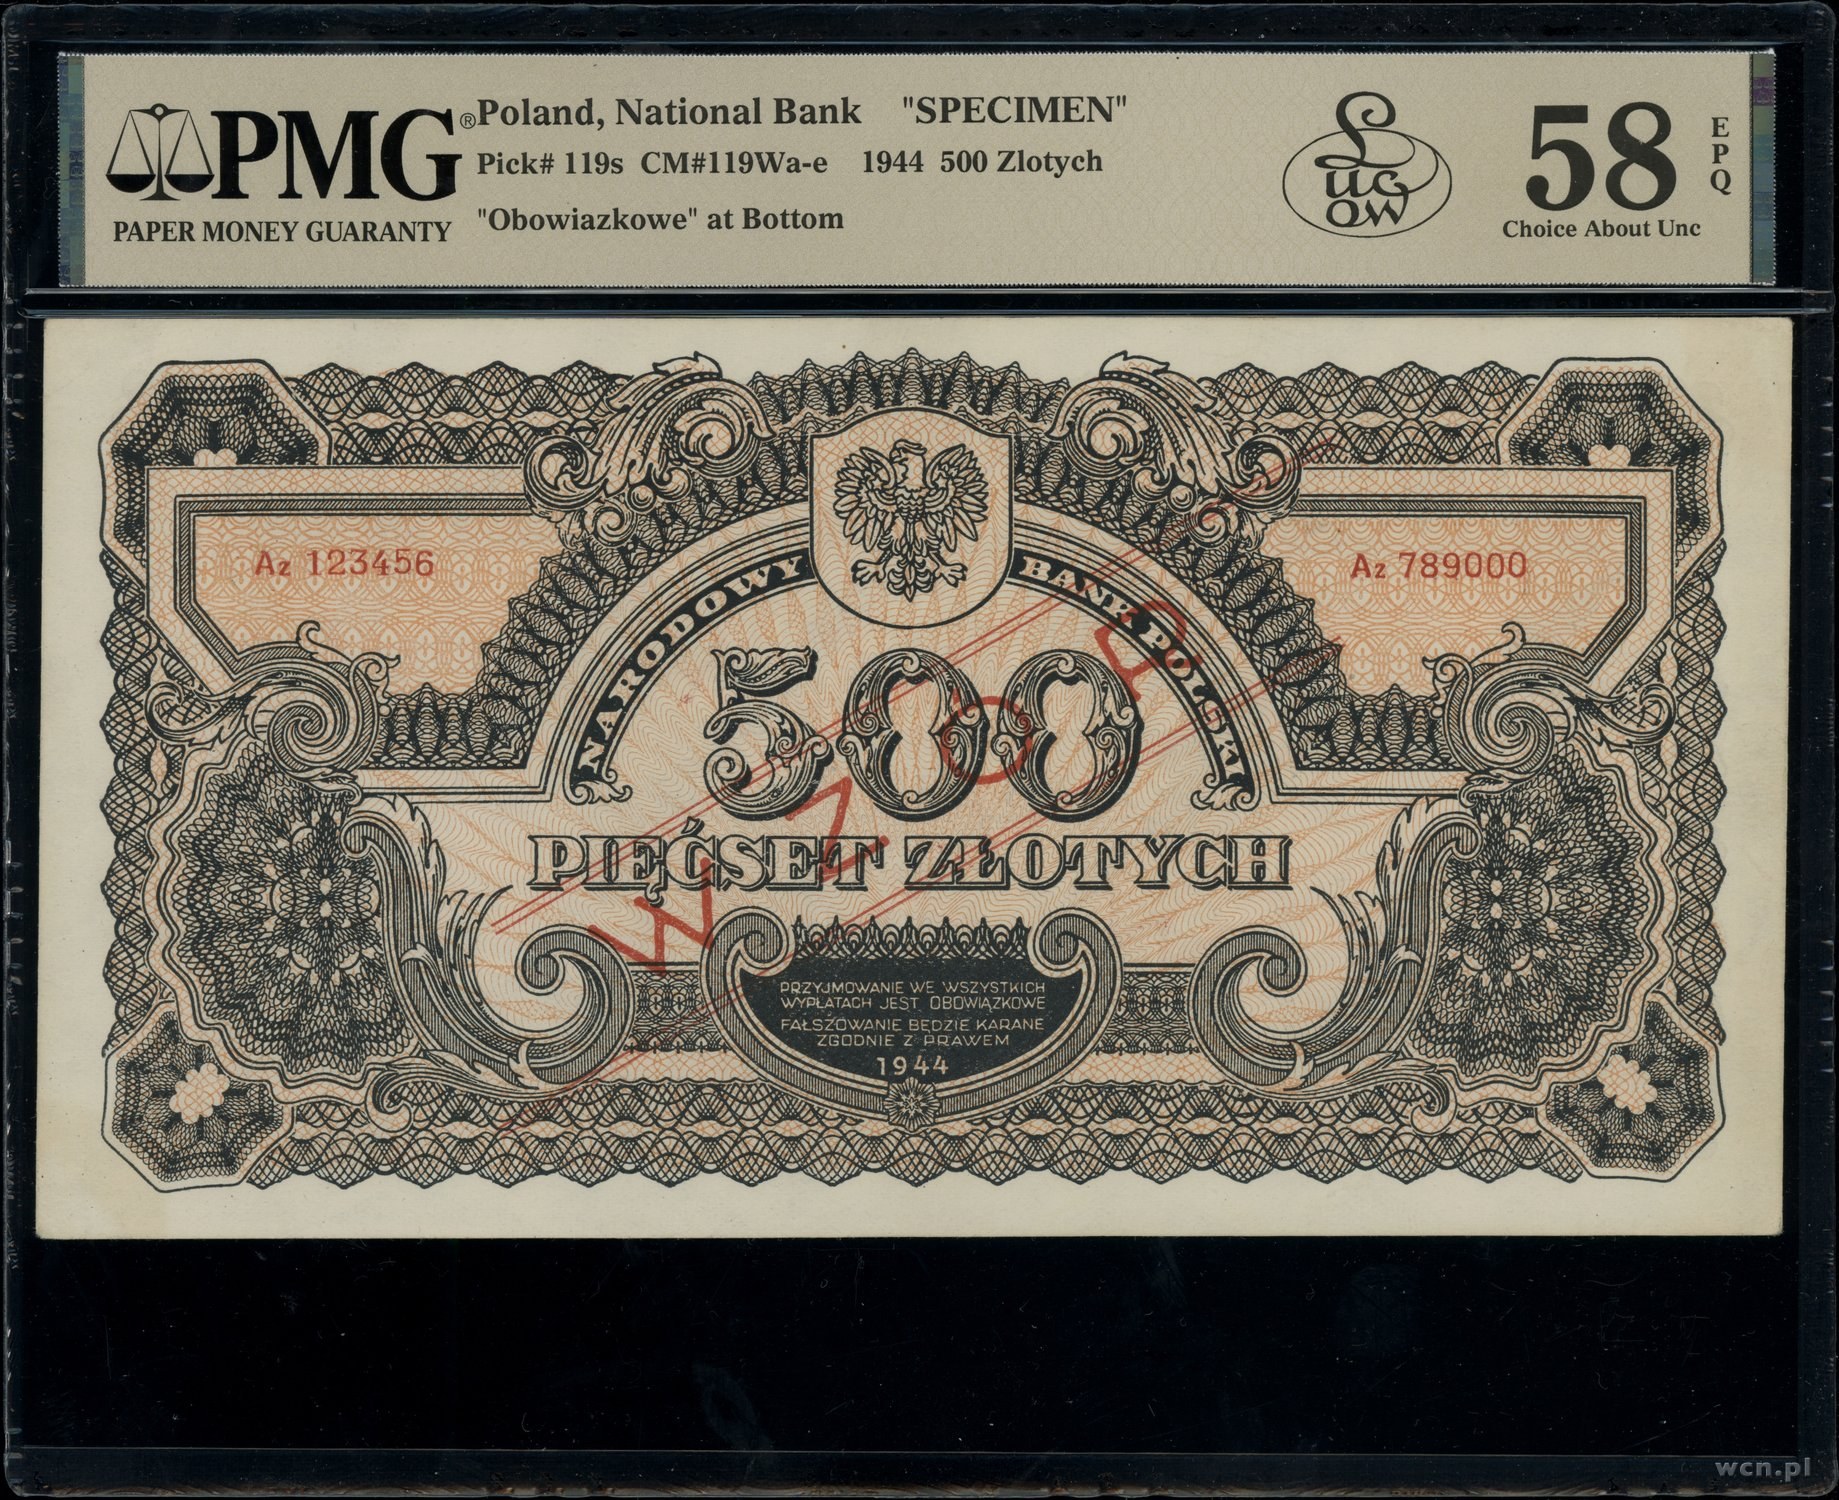 PMG®
PAPER MONEY GUARANTY
Poland, National Bank "SPECIMEN"
Pick# 119s CM#119Wa-e 1944 500 Zlotych
"Obowiazkowe" at Bottom
Lucow
58
EPQ
Choice About Unc
Az 123456
Az 789000
NARODOWY BANK POLSKI
500
PIĘĆSET ZŁOTYCH
WZÓR
PRZYJMOWANIE WE WSZYSTKICH
WYPŁATACH JEST OBOWIĄZKOWE
FAŁSZOWANIE BĘDZIE KARANE
ZGODNIE Z PRAWEM
1944
wcn.pl